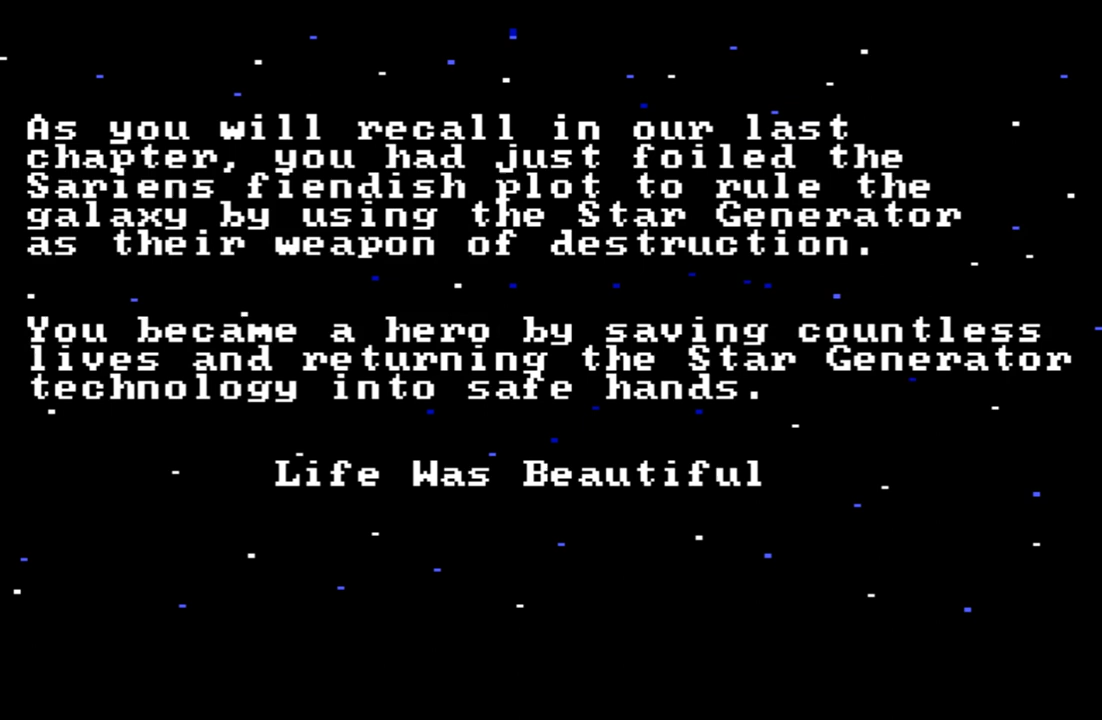 As you will recall in our last
chapter, you had just foiled the
Sariens fiendish plot to rule the
galaxy by using the Star Generator
as their weapon of destruction.
You became a hero by saving countless
lives and returning the Star Generator
technology into safe hands.
Life Was Beautiful